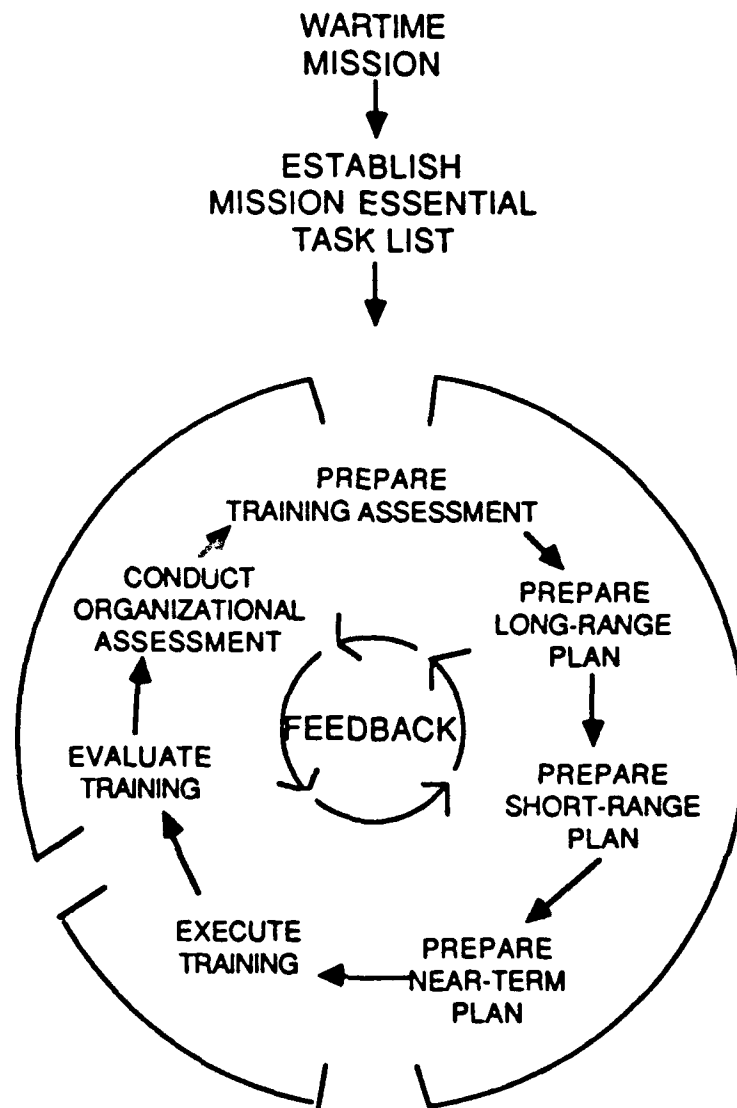 WARTIME
MISSION
ESTABLISH
MISSION ESSENTIAL
TASK LIST
PREPARE
TRAINING ASSESSMENT
PREPARE
LONG-RANGE
PLAN
PREPARE
SHORT-RANGE
PLAN
PREPARE
NEAR-TERM
PLAN
EXECUTE
TRAINING
EVALUATE
TRAINING
CONDUCT
ORGANIZATIONAL
ASSESSMENT
FEEDBACK